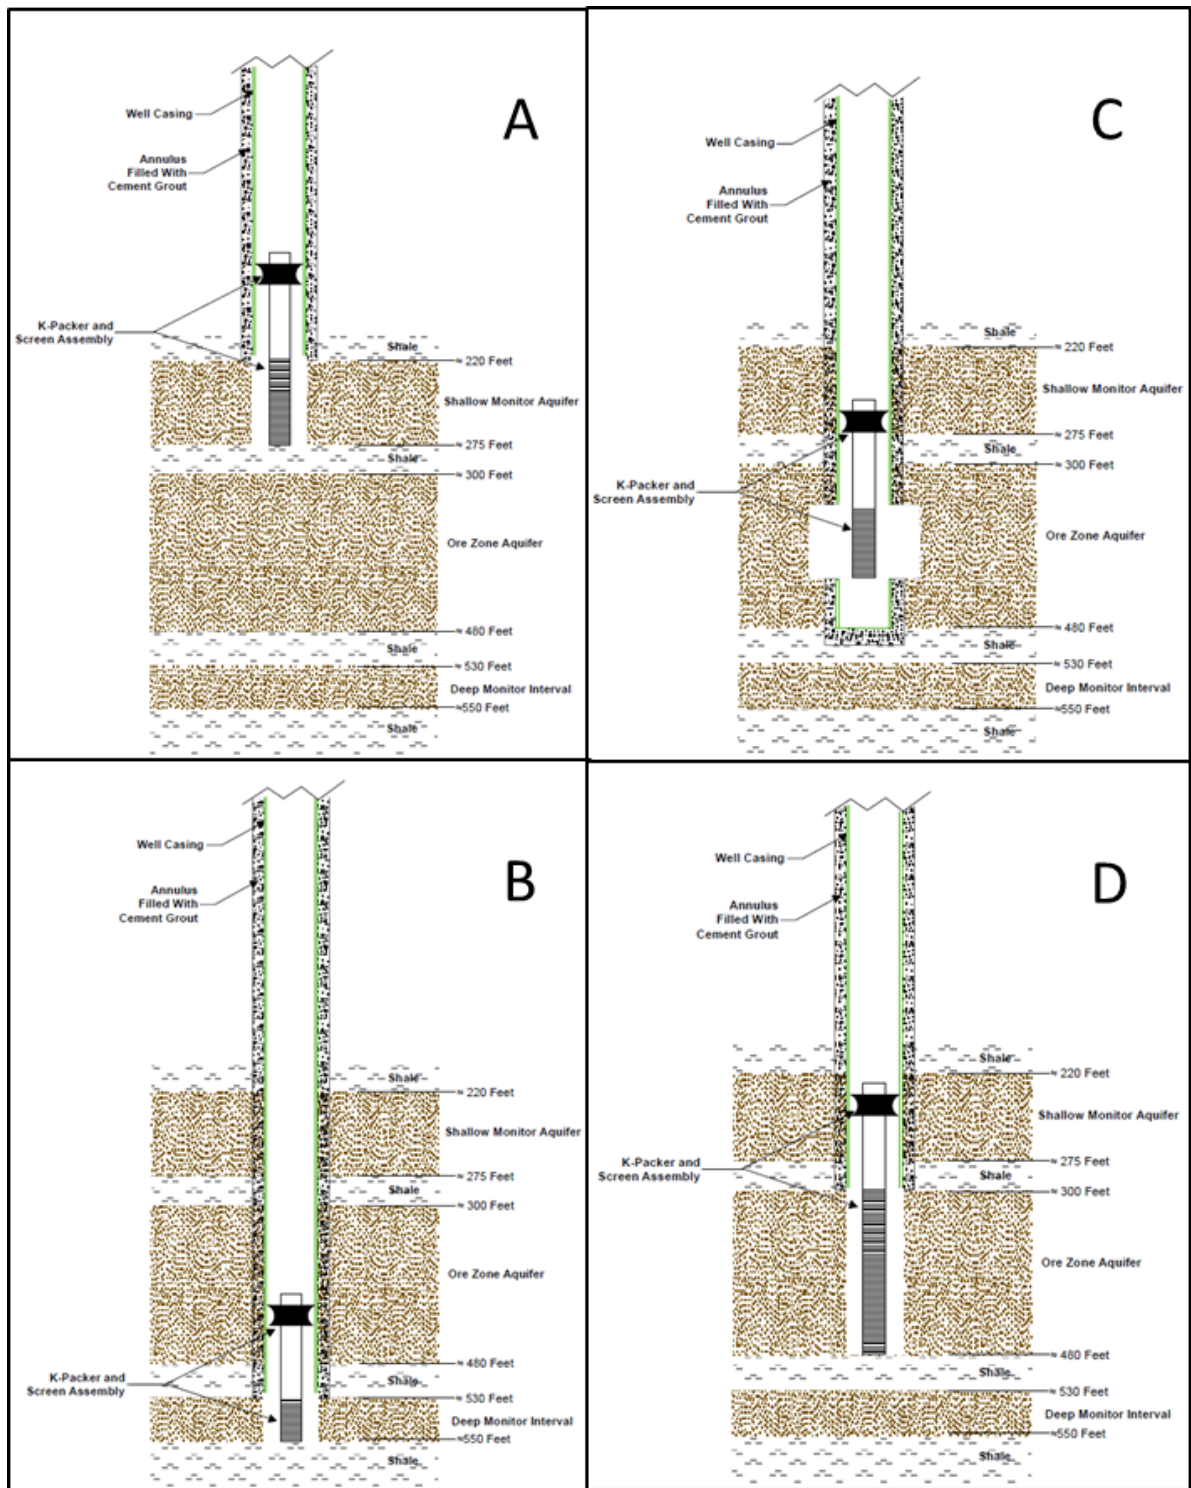 A
Well Casing
Annulus
Filled With
Cement Grout
K-Packer and
Screen Assembly
Shale
≈ 220 Feet
Shallow Monitor Aquifer
≈ 275 Feet
Shale
≈ 300 Feet
Ore Zone Aquifer
≈ 480 Feet
Shale
≈ 530 Feet
Deep Monitor Interval
≈550 Feet
Shale
C
Well Casing
Annulus
Filled With
Cement Grout
Shale
≈ 220 Feet
Shallow Monitor Aquifer
≈ 275 Feet
Shale
≈ 300 Feet
K-Packer and
Screen Assembly
Ore Zone Aquifer
≈ 480 Feet
Shale
≈ 530 Feet
Deep Monitor Interval
≈550 Feet
Shale
B
Well Casing
Annulus
Filled With
Cement Grout
Shale
≈ 220 Feet
Shallow Monitor Aquifer
≈ 275 Feet
Shale
≈ 300 Feet
Ore Zone Aquifer
≈ 480 Feet
K-Packer and
Screen Assembly
Shale
≈ 530 Feet
Deep Monitor Interval
≈550 Feet
Shale
D
Well Casing
Annulus
Filled With
Cement Grout
Shale
≈ 220 Feet
Shallow Monitor Aquifer
≈ 275 Feet
K-Packer and
Screen Assembly
Shale
≈ 300 Feet
Ore Zone Aquifer
≈ 480 Feet
Shale
≈ 530 Feet
Deep Monitor Interval
≈550 Feet
Shale